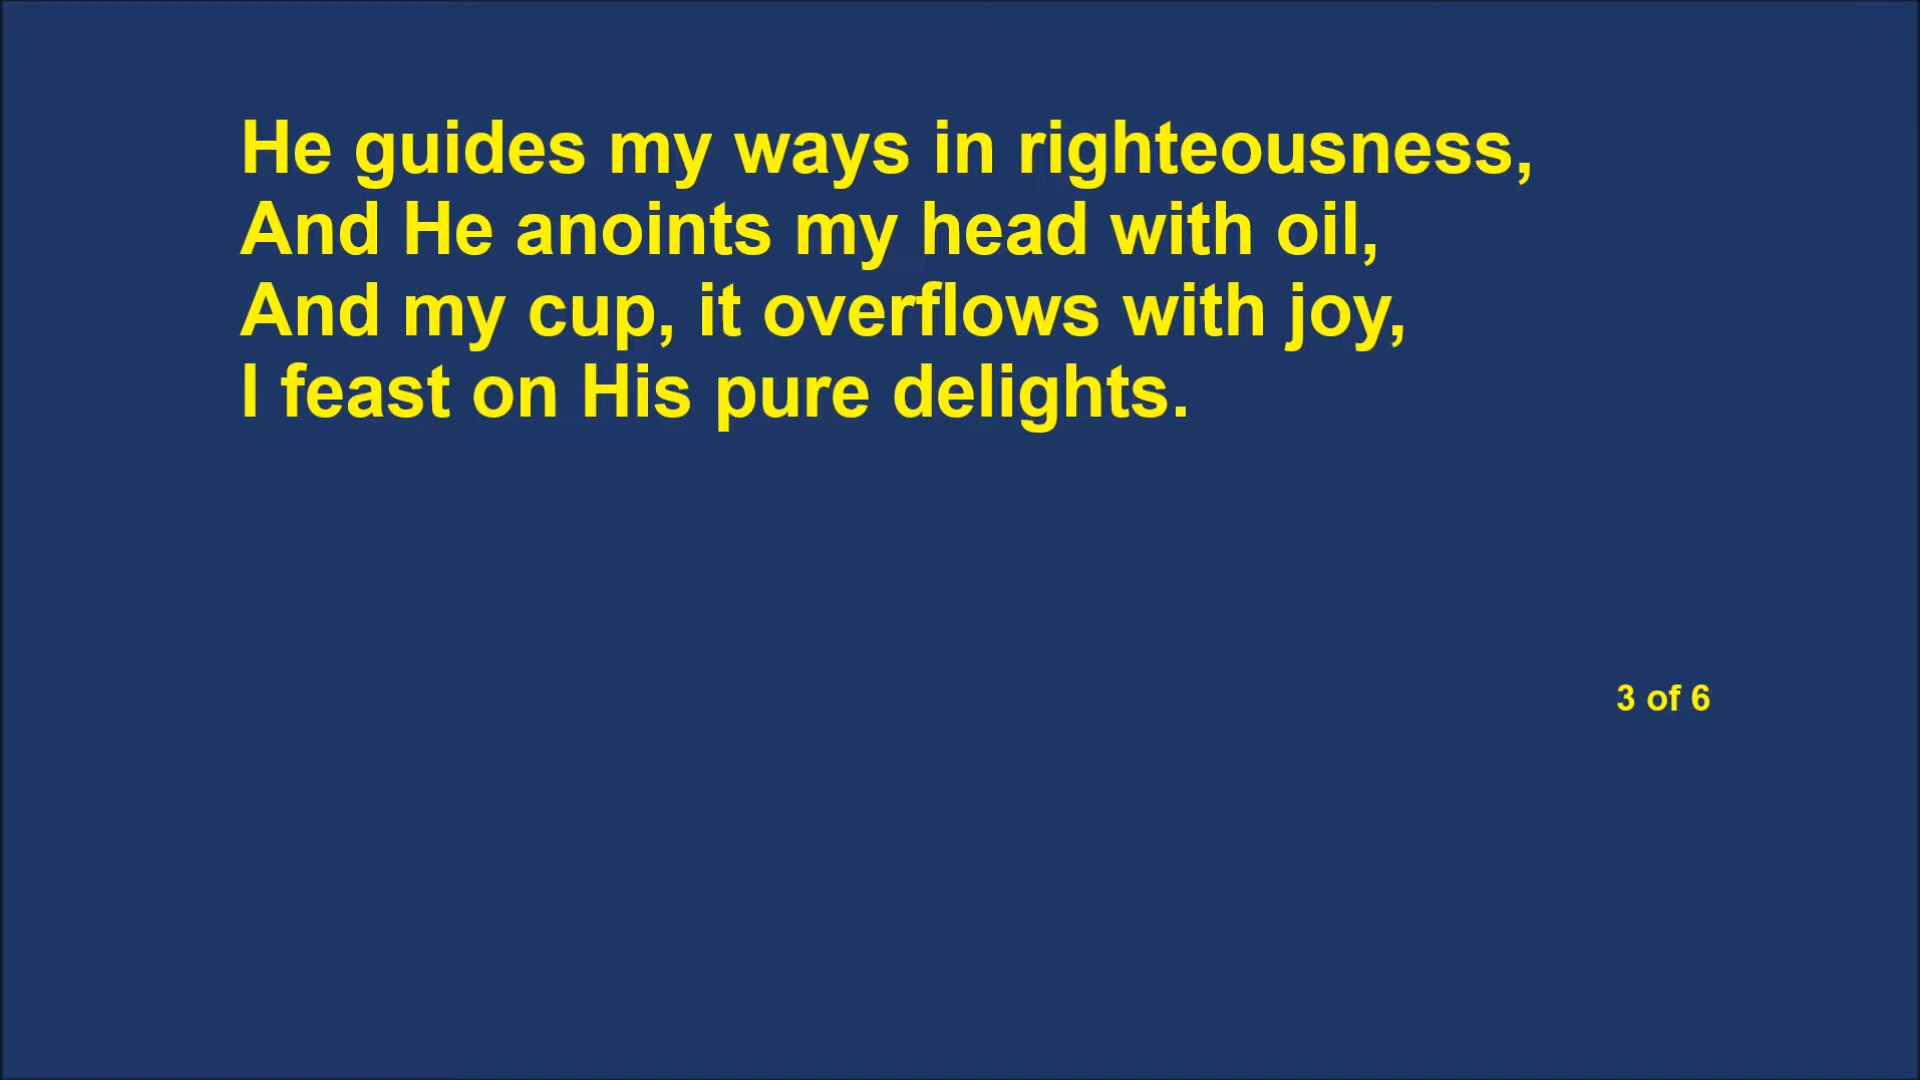 He guides my ways in righteousness,
And He anoints my head with oil,
And my cup, it overflows with joy,
I feast on His pure delights.
3 of 6